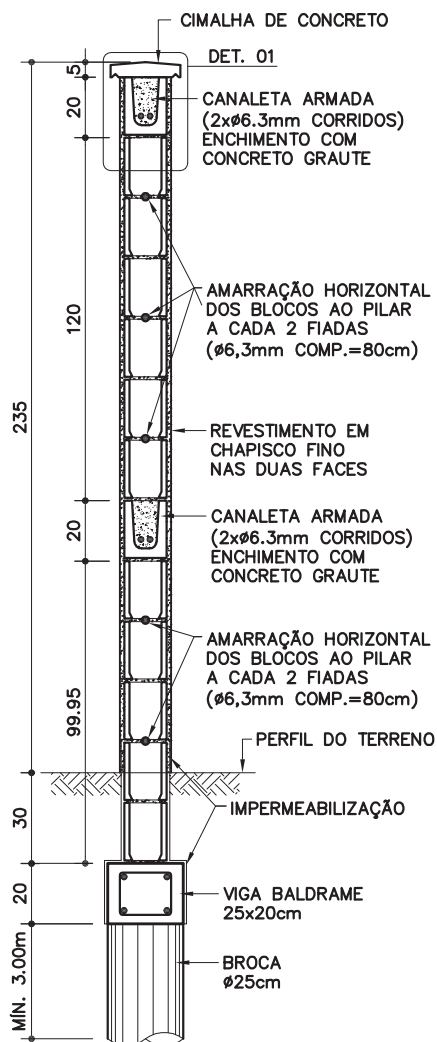 CIMALHA DE CONCRETO
DET. 01
CANALETA ARMADA
(2xø6.3mm CORRIDOS)
ENCHIMENTO COM
CONCRETO GRAUTE
AMARRAÇÃO HORIZONTAL
DOS BLOCOS AO PILAR
A CADA 2 FIADAS
(ø6,3mm COMP.=80cm)
REVESTIMENTO EM
CHAPISCO FINO
NAS DUAS FACES
CANALETA ARMADA
(2xø6.3mm CORRIDOS)
ENCHIMENTO COM
CONCRETO GRAUTE
AMARRAÇÃO HORIZONTAL
DOS BLOCOS AO PILAR
A CADA 2 FIADAS
(ø6,3mm COMP.=80cm)
PERFIL DO TERRENO
IMPERMEABILIZAÇÃO
VIGA BALDRAME
25x20cm
BROCA
ø25cm
5
20
120
235
20
99.95
30
20
MÍN. 3.00m